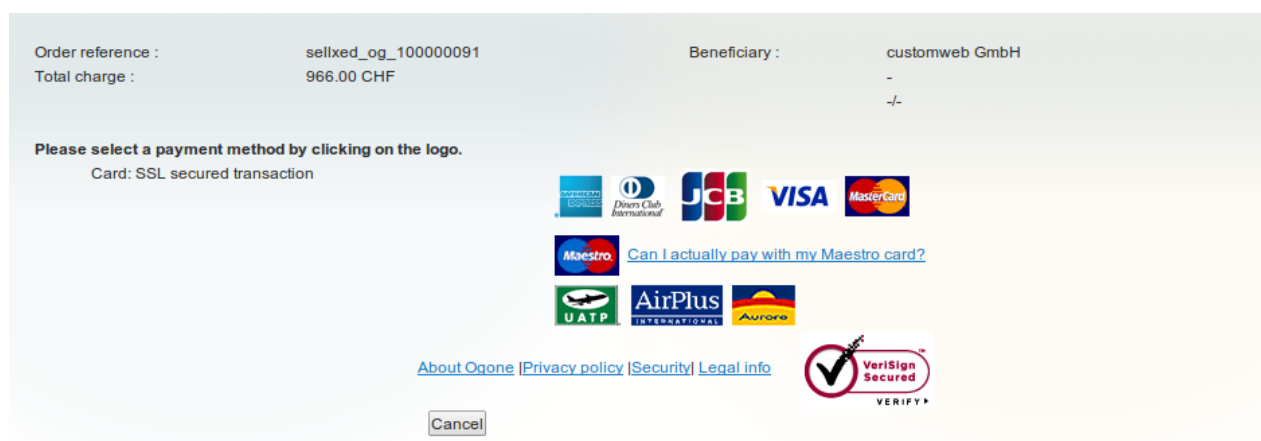 Order reference : sellxed_og_100000091 Beneficiary : customweb GmbH
Total charge : 966.00 CHF -
-/-
Please select a payment method by clicking on the logo.
Card: SSL secured transaction
AMERICAN EXPRESS
Diners Club International
JCB
VISA
MasterCard
Maestro Can I actually pay with my Maestro card?
UATP
AirPlus
INTERNATIONAL
Aurore
About Ogone |Privacy policy |Security| Legal info
VeriSign
Secured
VERIFY
Cancel